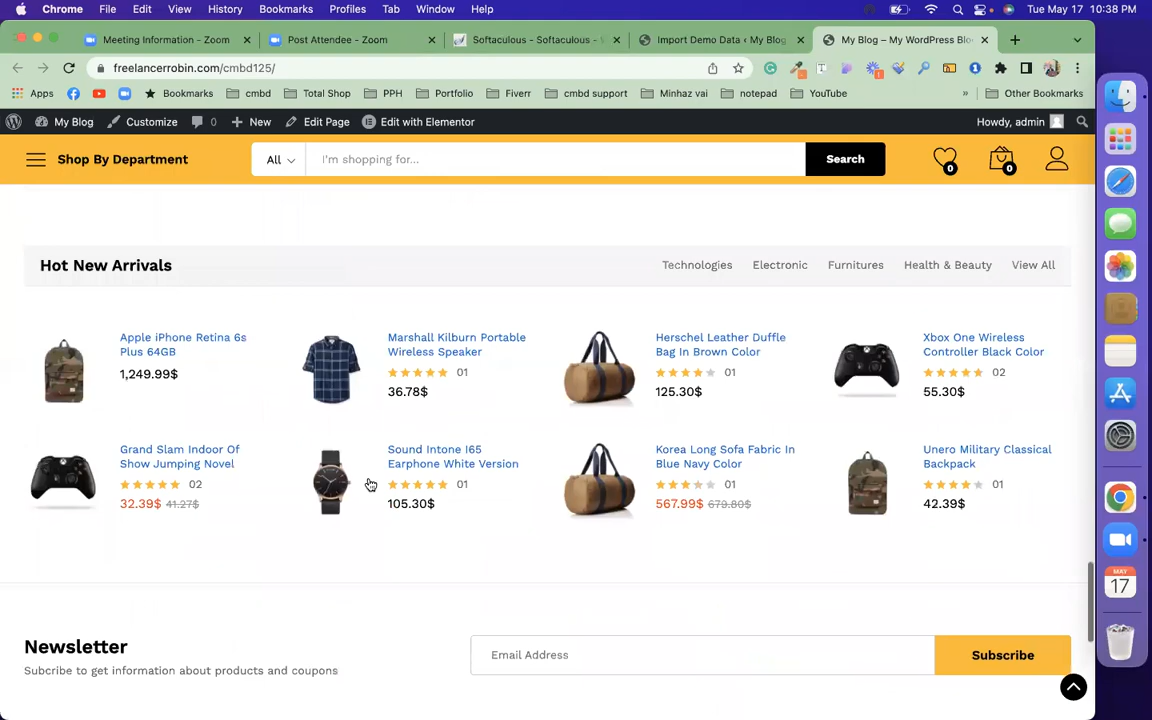 Chrome File Edit View History Bookmarks Profiles Tab Window Help Tue May 17 10:38 PM
Meeting Information - Zoom Post Attendee - Zoom Softaculous - Softaculous - Import Demo Data ‹ My Blog My Blog – My WordPress Blo
freelancerrobin.com/cmbd125/
Apps Bookmarks cmbd Total Shop PPH Portfolio Fiverr cmbd support Minhaz vai notepad YouTube » Other Bookmarks
My Blog Customize 0 New Edit Page Edit with Elementor Howdy, admin
Shop By Department All I'm shopping for... Search 0 0
Hot New Arrivals Technologies Electronic Furnitures Health & Beauty View All
Apple iPhone Retina 6s
Plus 64GB
1,249.99$
Marshall Kilburn Portable
Wireless Speaker
01
36.78$
Herschel Leather Duffle
Bag In Brown Color
01
125.30$
Xbox One Wireless
Controller Black Color
02
55.30$
Grand Slam Indoor Of
Show Jumping Novel
02
32.39$ 41.27$
Sound Intone I65
Earphone White Version
01
105.30$
Korea Long Sofa Fabric In
Blue Navy Color
01
567.99$ 679.80$
Unero Military Classical
Backpack
01
42.39$
Newsletter
Subcribe to get information about products and coupons
Email Address Subscribe
MAY
17